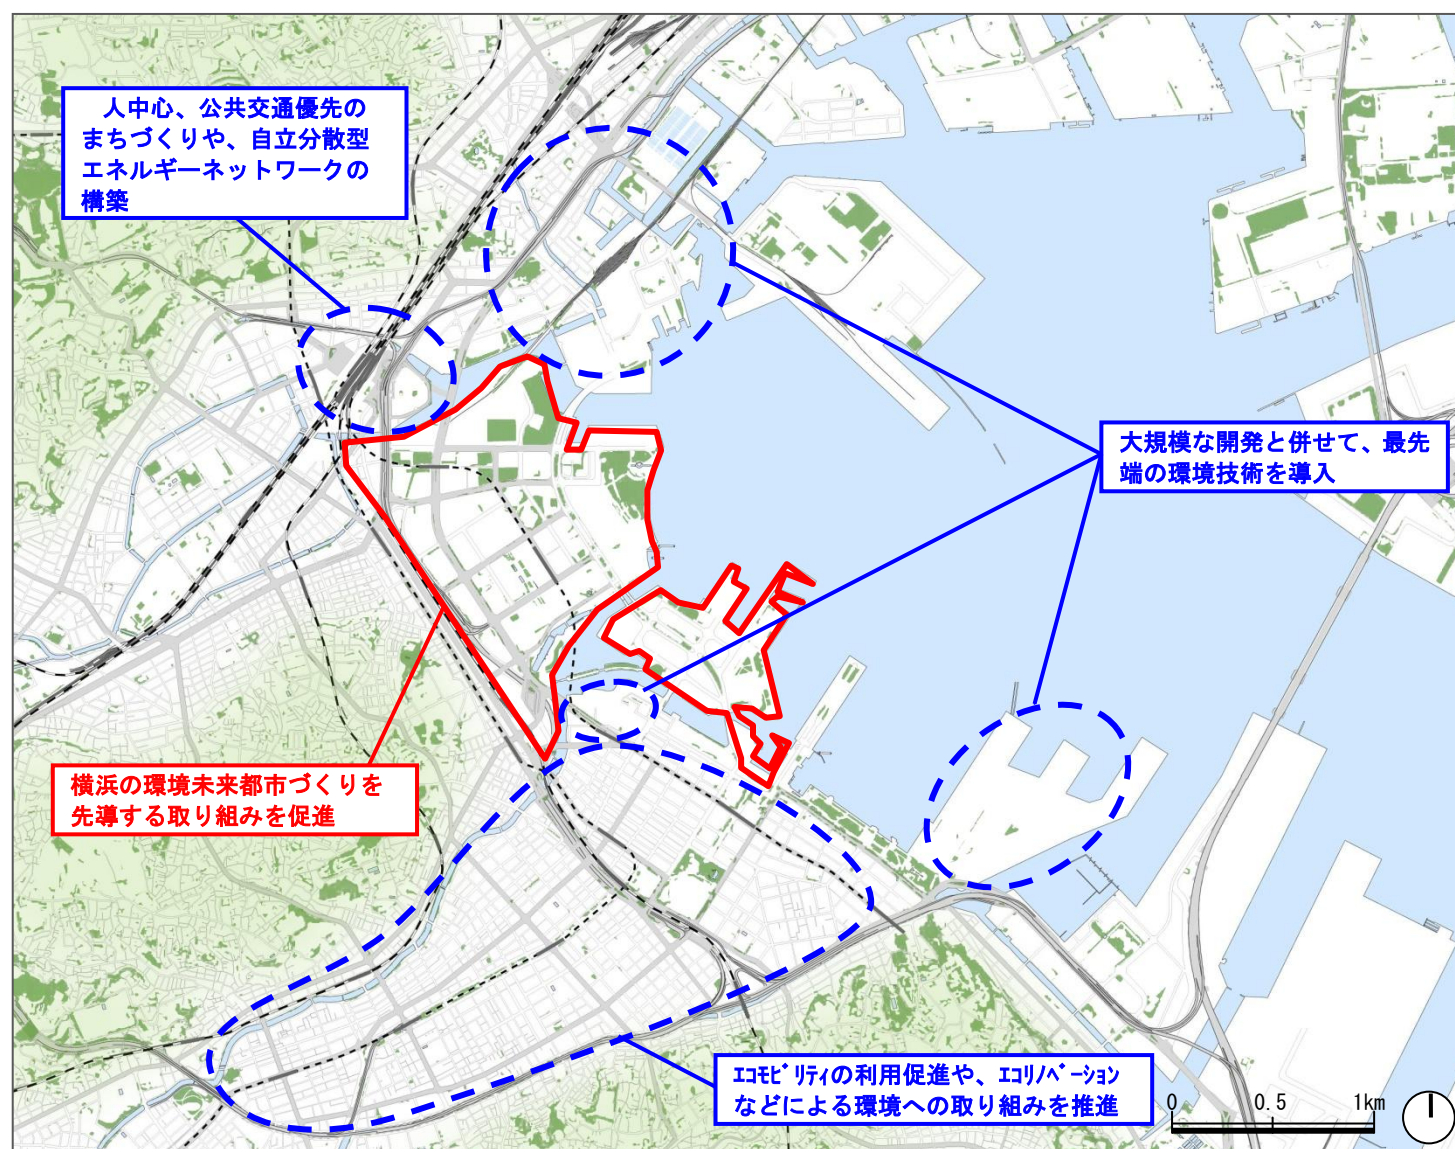 人中心、公共交通優先の
まちづくりや、自立分散型
エネルギーネットワークの
構築
大規模な開発と併せて、最先
端の環境技術を導入
横浜の環境未来都市づくりを
先導する取り組みを促進
ｴｺﾓﾋﾞﾘﾃｨの利用促進や、ｴｺﾘﾉﾍﾞｰｼｮﾝ
などによる環境への取り組みを推進
0 0.5 1km